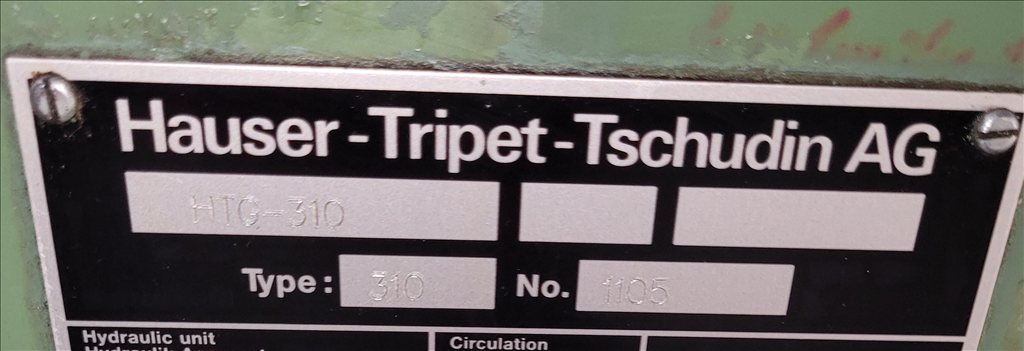 Hauser-Tripet-Tschudin AG
HTG-310
Type: 310 No. 1105
Hydraulic unit Circulation